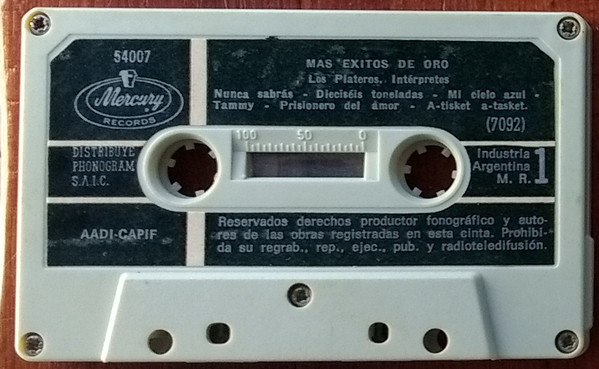 54007
Mercury
RECORDS
MAS EXITOS DE ORO
Los Plateros, Intérpretes
Nunca sabrás - Dieciséis toneladas - Mi cielo azul -
Tammy - Prisionero del ámor - A-tisket a-tasket.
(7092)
100 50 0
DISTRIBUYE
PHONOGRAM
S.A.I.C.
Industria
Argentina
M. R.
1
AADI-CAPIF
Reservados derechos productor fonográfico y auto-
res de las obras registradas en esta cinta. Prohibi-
da su regrab., rep., ejec., pub. y radioteledifusión.